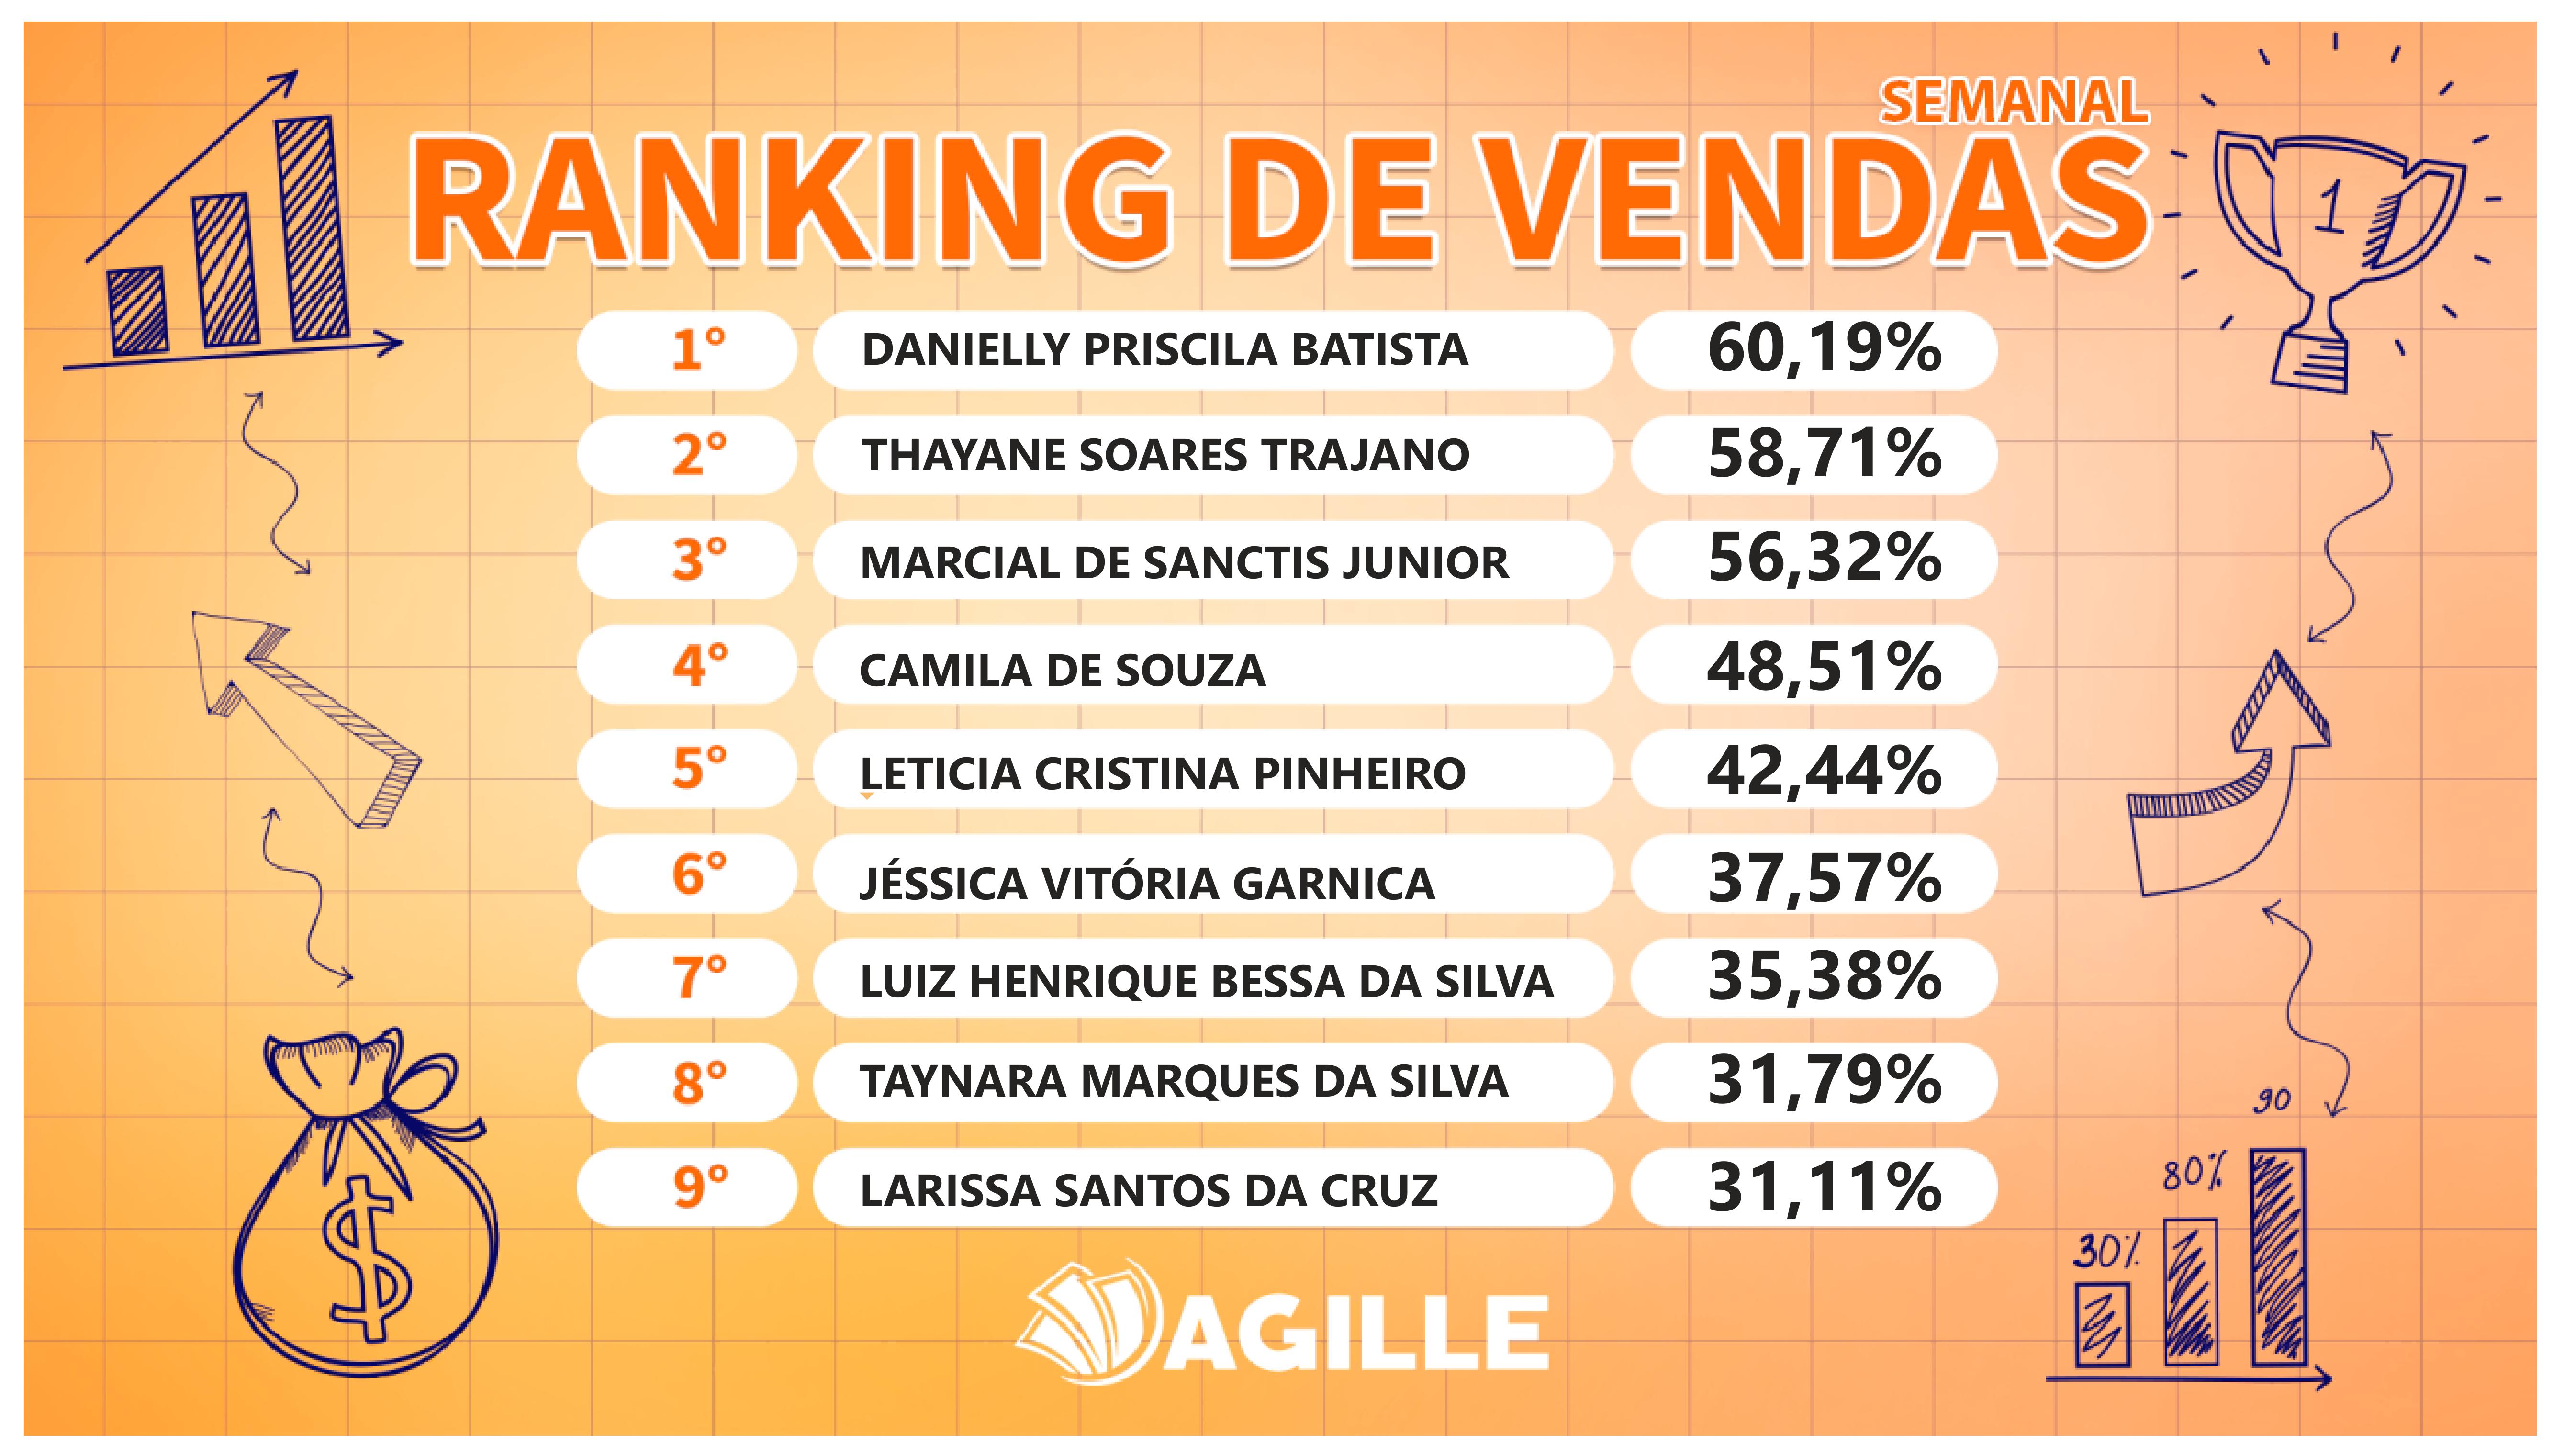 SEMANAL
RANKING DE VENDAS
1
1° DANIELLY PRISCILA BATISTA 60,19%
2° THAYANE SOARES TRAJANO 58,71%
3° MARCIAL DE SANCTIS JUNIOR 56,32%
4° CAMILA DE SOUZA 48,51%
5° LETICIA CRISTINA PINHEIRO 42,44%
6° JÉSSICA VITÓRIA GARNICA 37,57%
7° LUIZ HENRIQUE BESSA DA SILVA 35,38%
8° TAYNARA MARQUES DA SILVA 31,79%
9° LARISSA SANTOS DA CRUZ 31,11%
$
30% 80% 90
AGILLE